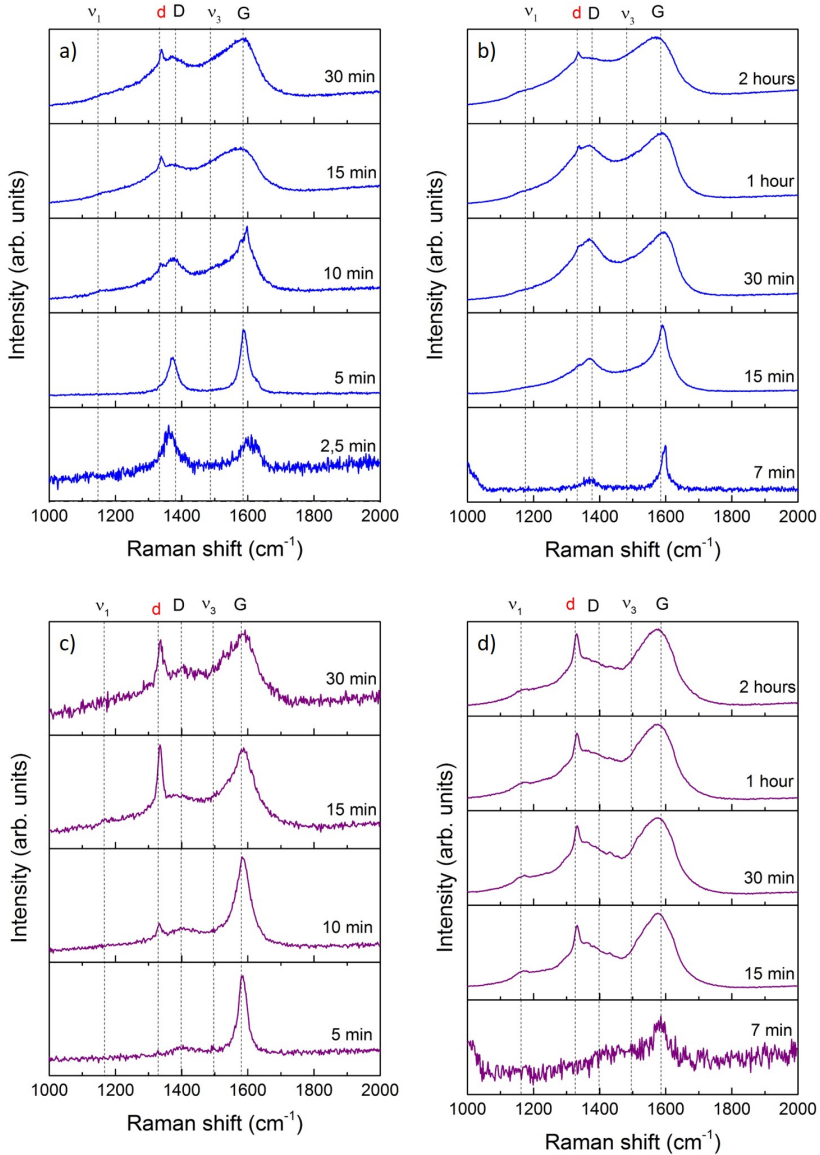 ν₁ d D ν₃ G
a)
30 min
15 min
10 min
5 min
2,5 min
Intensity (arb. units)
1000 1200 1400 1600 1800 2000
Raman shift (cm⁻¹)
ν₁ d D ν₃ G
b)
2 hours
1 hour
30 min
15 min
7 min
Intensity (arb. units)
1000 1200 1400 1600 1800 2000
Raman shift (cm⁻¹)
ν₁ d D ν₃ G
c)
30 min
15 min
10 min
5 min
Intensity (arb. units)
1000 1200 1400 1600 1800 2000
Raman shift (cm⁻¹)
ν₁ d D ν₃ G
d)
2 hours
1 hour
30 min
15 min
7 min
Intensity (arb. units)
1000 1200 1400 1600 1800 2000
Raman shift (cm⁻¹)